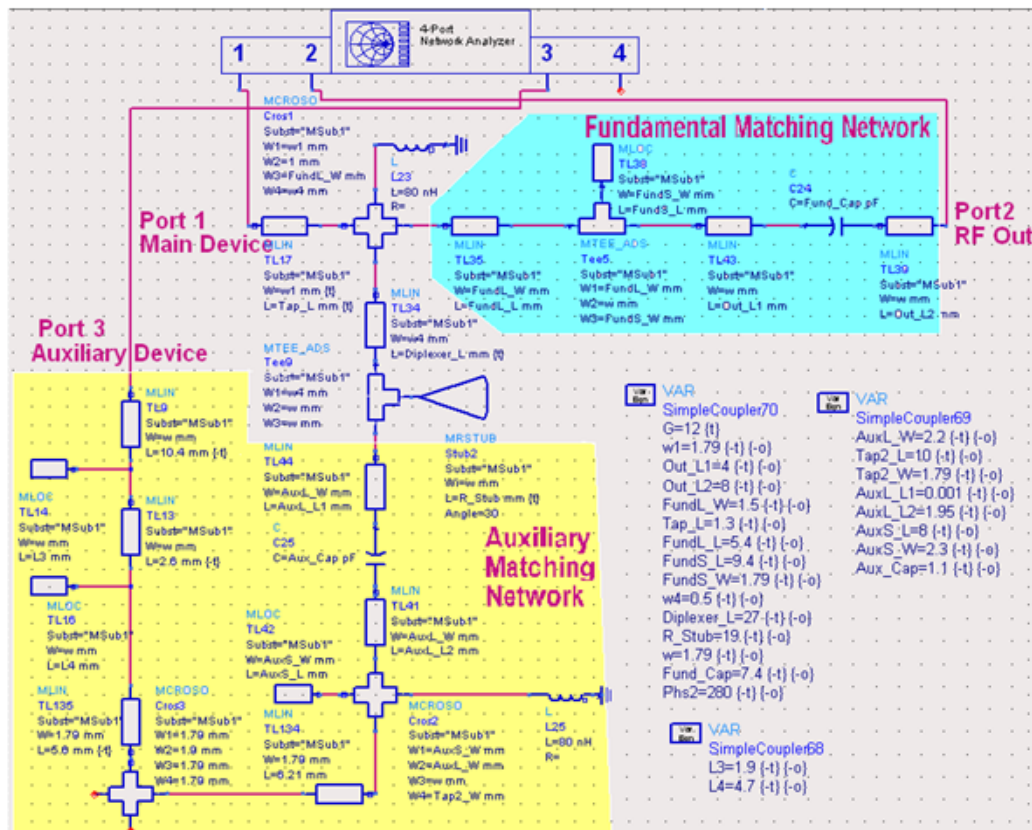 4-Port
Network Analyzer
1
2
3
4
MCROSO
Cros1
Subst="MSub1"
W1=w1 mm
W2=1 mm
W3=FundL_W mm
W4=w4 mm
L
L23
L=80 nH
R=
Fundamental Matching Network
MLOC
TL38
Subst="MSub1"
W=FundS_W mm
L=FundS_L mm
C
C24
C=Fund_Cap pF
Port 1
Main Device
Port2
RF Out
MLIN
TL17
Subst="MSub1"
W=w1 mm {t}
L=Tap_L mm {t}
MLIN
TL35
Subst="MSub1"
W=FundL_W mm
L=FundL_L mm
MTEE_ADS
Tee5
Subst="MSub1"
W1=FundL_W mm
W2=w mm
W3=FundS_W mm
MLIN
TL43
Subst="MSub1"
W=w mm
L=Out_L1 mm
MLIN
TL39
Subst="MSub1"
W=w mm
L=Out_L2 mm
MLIN
TL34
Subst="MSub1"
W=w4 mm
L=Diplexer_L mm {t}
Port 3
Auxiliary Device
MTEE_ADS
Tee9
Subst="MSub1"
W1=w4 mm
W2=w mm
W3=w mm
MLIN
TL9
Subst="MSub1"
W=w mm
L=10.4 mm {-t}
MRSTUB
Stub2
Subst="MSub1"
Wi=w mm
L=R_Stub mm {t}
Angle=30
MLIN
TL44
Subst="MSub1"
W=AuxL_W mm
L=AuxL_L1 mm
MLOC
TL14
Subst="MSub1"
W=w mm
L=L3 mm
MLIN
TL13
Subst="MSub1"
W=w mm
L=2.6 mm {-t}
C
C25
C=Aux_Cap pF
Auxiliary
Matching
Network
MLOC
TL16
Subst="MSub1"
W=w mm
L=L4 mm
MLOC
TL42
Subst="MSub1"
W=AuxS_W mm
L=AuxS_L mm
MLIN
TL41
Subst="MSub1"
W=AuxL_W mm
L=AuxL_L2 mm
MLIN
TL135
Subst="MSub1"
W=1.79 mm
L=5.6 mm {-t}
MCROSO
Cros3
Subst="MSub1"
W1=1.79 mm
W2=1.9 mm
W3=1.79 mm
W4=1.79 mm
MLIN
TL134
Subst="MSub1"
W=1.79 mm
L=6.21 mm
MCROSO
Cros2
Subst="MSub1"
W1=AuxS_W mm
W2=AuxL_W mm
W3=w mm
W4=Tap2_W mm
L
L25
L=80 nH
R=
Var
Eqn
VAR
SimpleCoupler70
G=12 {t}
w1=1.79 {-t} {-o}
Out_L1=4 {-t} {-o}
Out_L2=8 {-t} {-o}
FundL_W=1.5 {-t} {-o}
Tap_L=1.3 {-t} {-o}
FundL_L=5.4 {-t} {-o}
FundS_L=9.4 {-t} {-o}
FundS_W=1.79 {-t} {-o}
w4=0.5 {-t} {-o}
Diplexer_L=27 {-t} {-o}
R_Stub=19 {-t} {-o}
w=1.79 {-t} {-o}
Fund_Cap=7.4 {-t} {-o}
Phs2=280 {-t} {-o}
Var
Eqn
VAR
SimpleCoupler69
AuxL_W=2.2 {-t} {-o}
Tap2_L=10 {-t} {-o}
Tap2_W=1.79 {-t} {-o}
AuxL_L1=0.001 {-t} {-o}
AuxL_L2=1.95 {-t} {-o}
AuxS_L=8 {-t} {-o}
AuxS_W=2.3 {-t} {-o}
Aux_Cap=1.1 {-t} {-o}
Var
Eqn
VAR
SimpleCoupler68
L3=1.9 {-t} {-o}
L4=4.7 {-t} {-o}